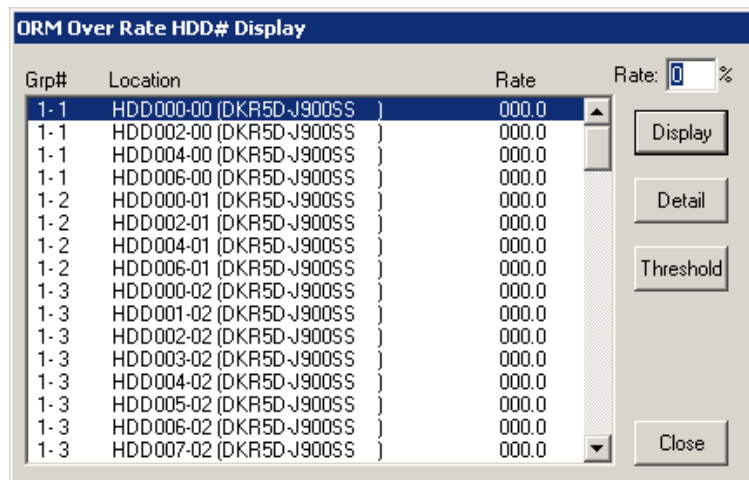 ORM Over Rate HDD# Display
Grp# Location Rate Rate: 0 %
1- 1 HDD000-00 (DKR5D-J900SS ) 000.0
1- 1 HDD002-00 (DKR5D-J900SS ) 000.0
1- 1 HDD004-00 (DKR5D-J900SS ) 000.0
1- 1 HDD006-00 (DKR5D-J900SS ) 000.0
1- 2 HDD000-01 (DKR5D-J900SS ) 000.0
1- 2 HDD002-01 (DKR5D-J900SS ) 000.0
1- 2 HDD004-01 (DKR5D-J900SS ) 000.0
1- 2 HDD006-01 (DKR5D-J900SS ) 000.0
1- 3 HDD000-02 (DKR5D-J900SS ) 000.0
1- 3 HDD001-02 (DKR5D-J900SS ) 000.0
1- 3 HDD002-02 (DKR5D-J900SS ) 000.0
1- 3 HDD003-02 (DKR5D-J900SS ) 000.0
1- 3 HDD004-02 (DKR5D-J900SS ) 000.0
1- 3 HDD005-02 (DKR5D-J900SS ) 000.0
1- 3 HDD006-02 (DKR5D-J900SS ) 000.0
1- 3 HDD007-02 (DKR5D-J900SS ) 000.0
Display
Detail
Threshold
Close